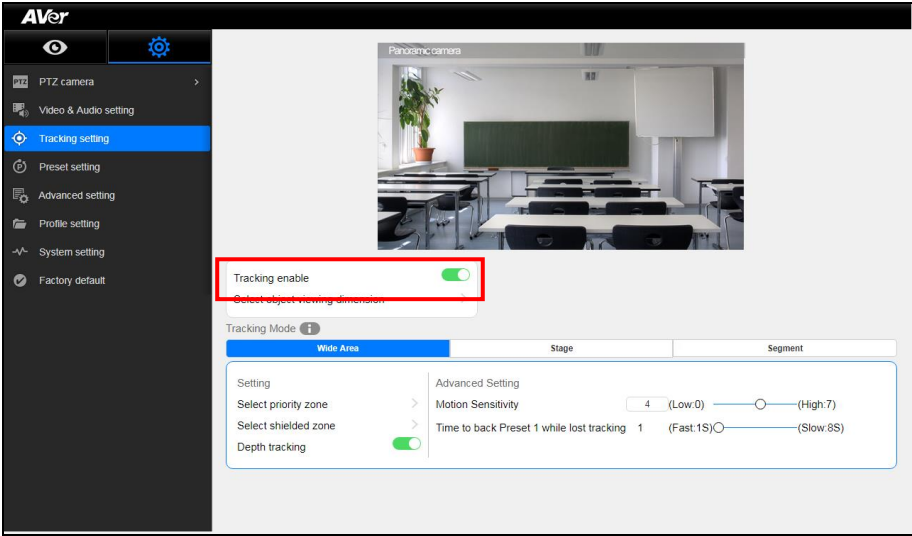 AVer
PTZ PTZ camera
Video & Audio setting
Tracking setting
Preset setting
Advanced setting
Profile setting
System setting
Factory default
Panoramic camera
Tracking enable
Select object viewing dimension
Tracking Mode i
Wide Area Stage Segment
Setting Advanced Setting
Select priority zone Motion Sensitivity 4 (Low:0) (High:7)
Select shielded zone Time to back Preset 1 while lost tracking 1 (Fast:1S) (Slow:8S)
Depth tracking